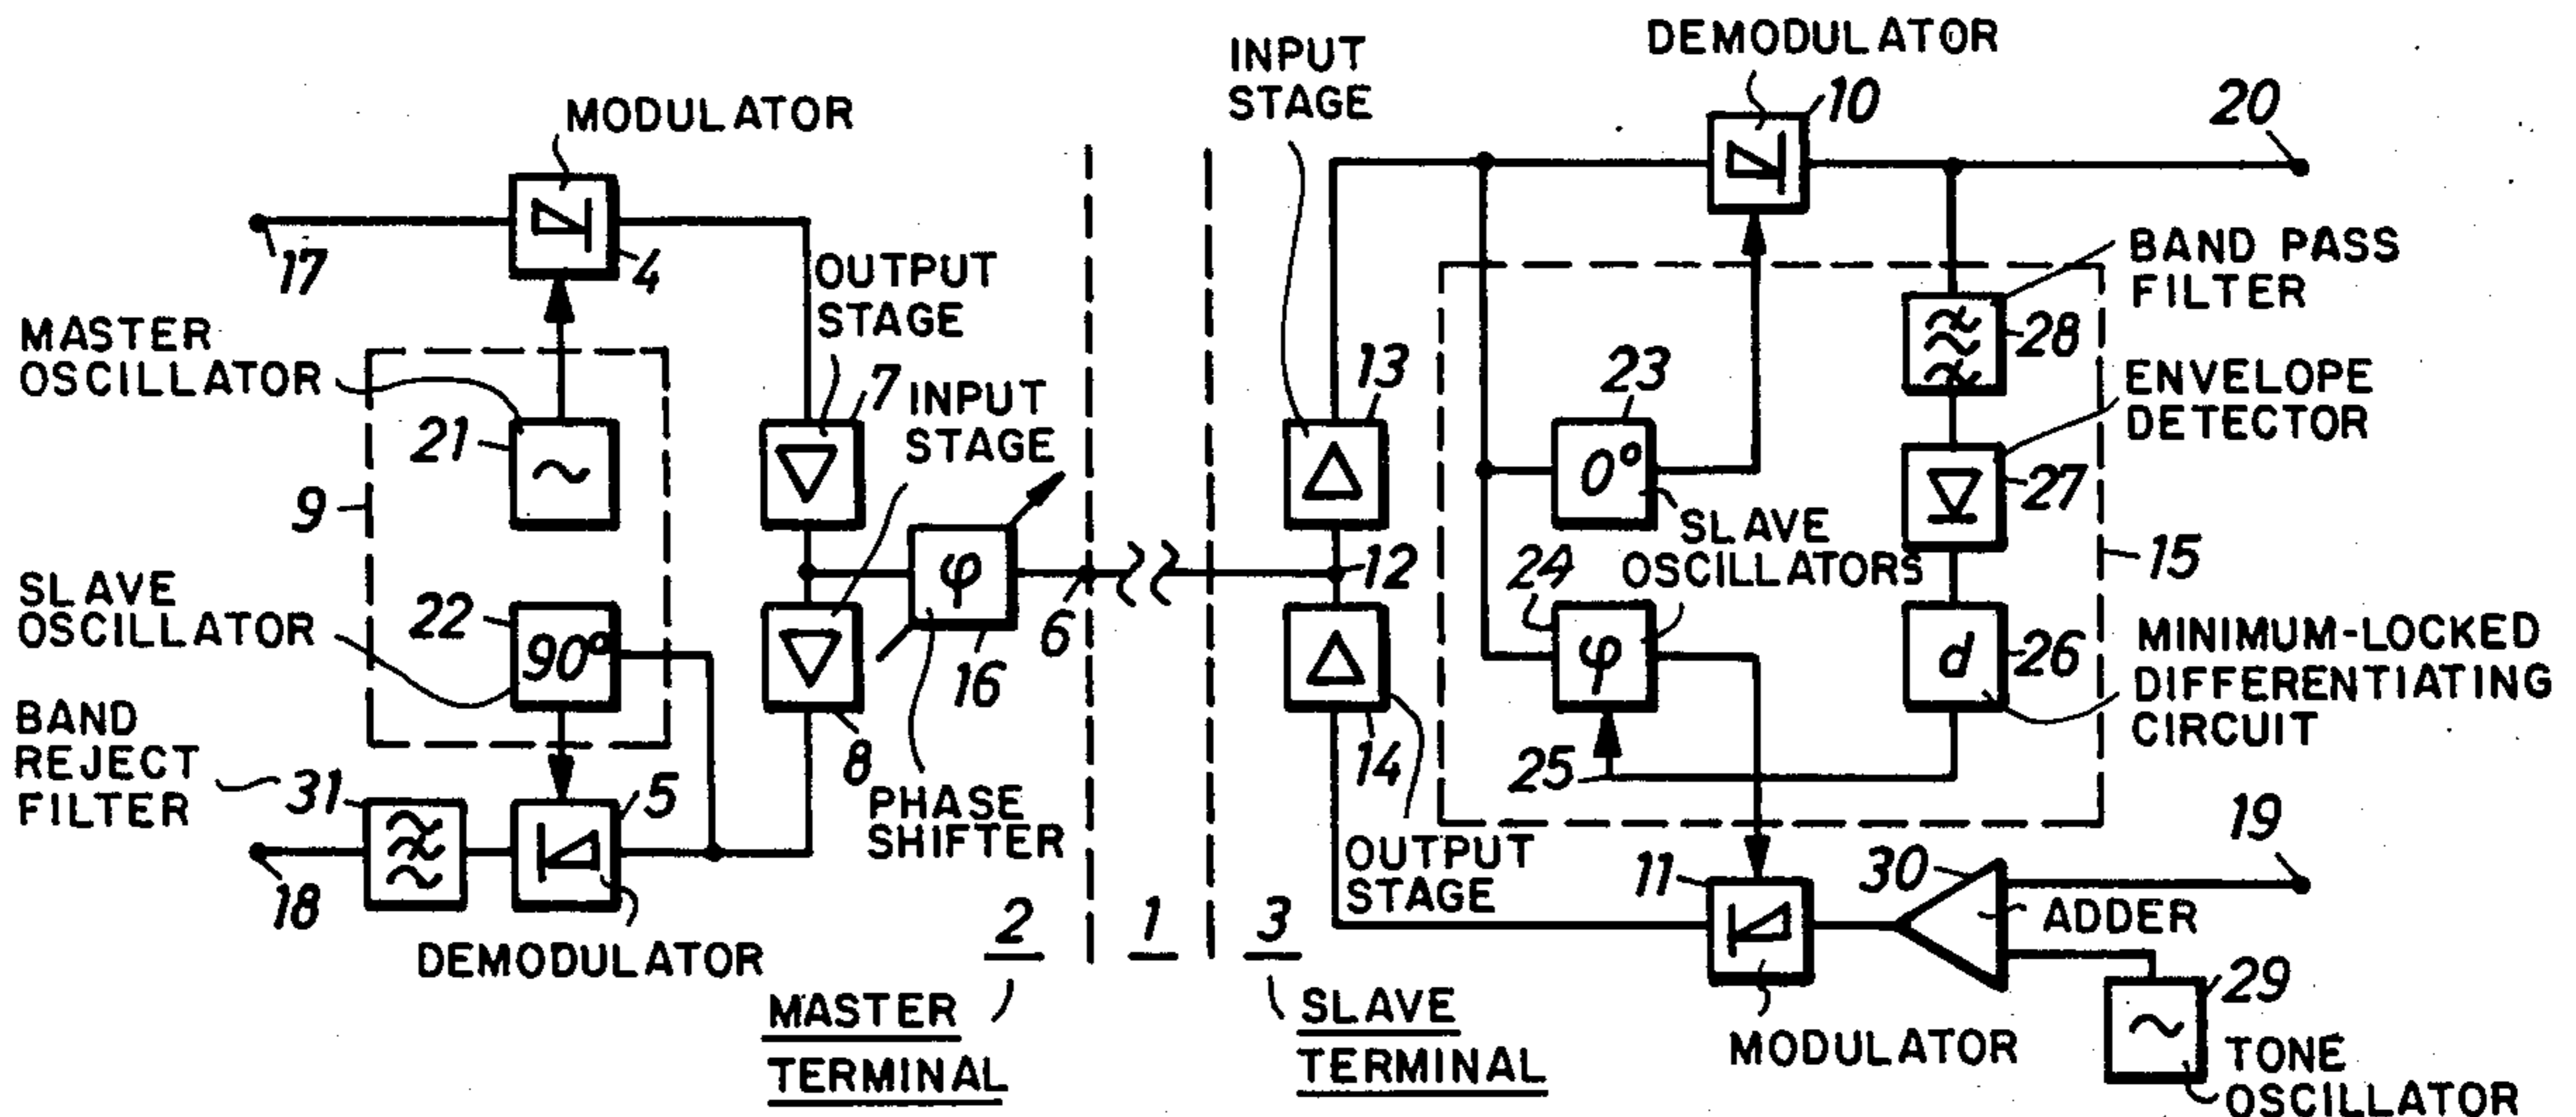 DEMODULATOR
INPUT
STAGE
10
20
MODULATOR
17
4
OUTPUT
STAGE
BAND PASS
FILTER
28
MASTER
OSCILLATOR
7
INPUT
STAGE
13
23
ENVELOPE
DETECTOR
21
~
9
0°
27
SLAVE
OSCILLATORS
φ
12
24
15
SLAVE
OSCILLATOR
22
90°
6
16
φ
d
26
MINIMUM-LOCKED
DIFFERENTIATING
CIRCUIT
BAND
REJECT
FILTER
31
5
8
PHASE
SHIFTER
14
25
19
18
OUTPUT
STAGE
11
30
ADDER
DEMODULATOR
2
1
3
MASTER
TERMINAL
SLAVE
TERMINAL
MODULATOR
29
~
TONE
OSCILLATOR